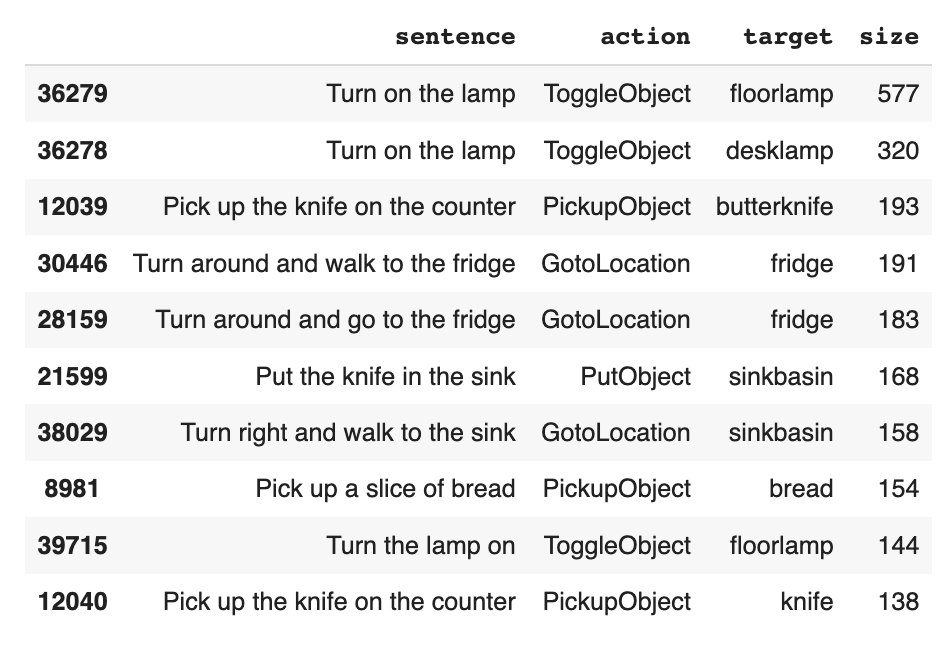 sentence action target size
36279 Turn on the lamp ToggleObject floorlamp 577
36278 Turn on the lamp ToggleObject desklamp 320
12039 Pick up the knife on the counter PickupObject butterknife 193
30446 Turn around and walk to the fridge GotoLocation fridge 191
28159 Turn around and go to the fridge GotoLocation fridge 183
21599 Put the knife in the sink PutObject sinkbasin 168
38029 Turn right and walk to the sink GotoLocation sinkbasin 158
8981 Pick up a slice of bread PickupObject bread 154
39715 Turn the lamp on ToggleObject floorlamp 144
12040 Pick up the knife on the counter PickupObject knife 138